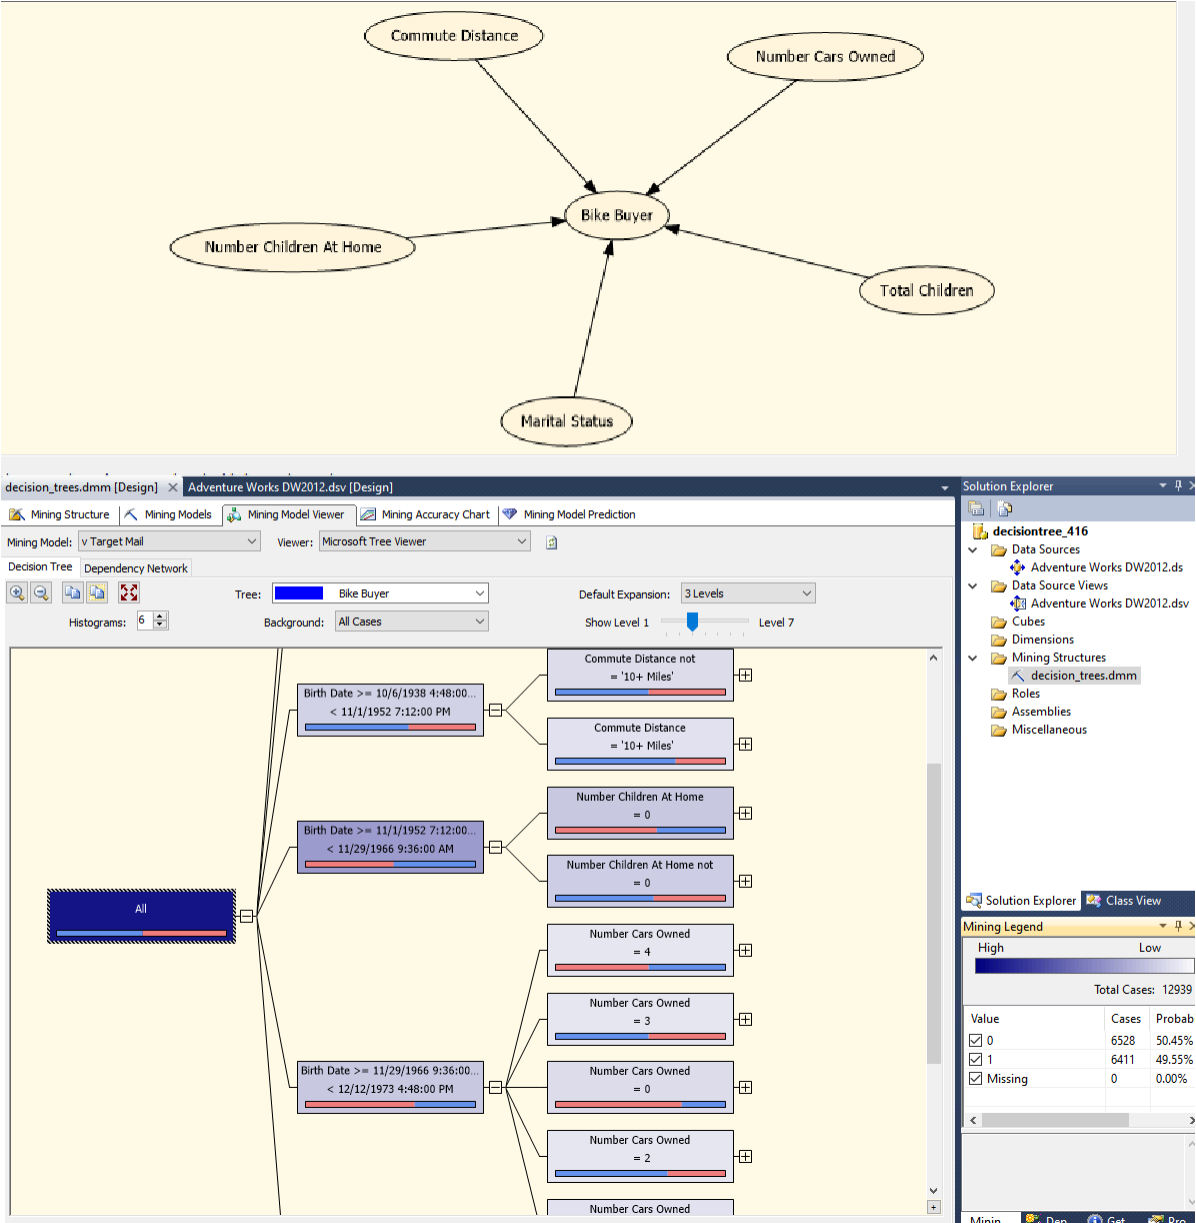 Commute Distance
Number Cars Owned
Bike Buyer
Number Children At Home
Total Children
Marital Status
decision_trees.dmm [Design]
Adventure Works DW2012.dsv [Design]
Mining Structure
Mining Models
Mining Model Viewer
Mining Accuracy Chart
Mining Model Prediction
Mining Model: v Target Mail
Viewer: Microsoft Tree Viewer
Decision Tree
Dependency Network
Tree: Bike Buyer
Default Expansion: 3 Levels
Histograms: 6
Background: All Cases
Show Level 1
Level 7
All
Birth Date >= 10/6/1938 4:48:00...
< 11/1/1952 7:12:00 PM
Commute Distance not
= '10+ Miles'
Commute Distance
= '10+ Miles'
Birth Date >= 11/1/1952 7:12:00...
< 11/29/1966 9:36:00 AM
Number Children At Home
= 0
Number Children At Home not
= 0
Birth Date >= 11/29/1966 9:36:00...
< 12/12/1973 4:48:00 PM
Number Cars Owned
= 4
Number Cars Owned
= 3
Number Cars Owned
= 0
Number Cars Owned
= 2
Number Cars Owned
Solution Explorer
decisiontree_416
Data Sources
Adventure Works DW2012.ds
Data Source Views
Adventure Works DW2012.dsv
Cubes
Dimensions
Mining Structures
decision_trees.dmm
Roles
Assemblies
Miscellaneous
Solution Explorer
Class View
Mining Legend
High Low
Total Cases: 12939
Value Cases Probab
0 6528 50.45%
1 6411 49.55%
Missing 0 0.00%
Minin
Dep
Get
Pro